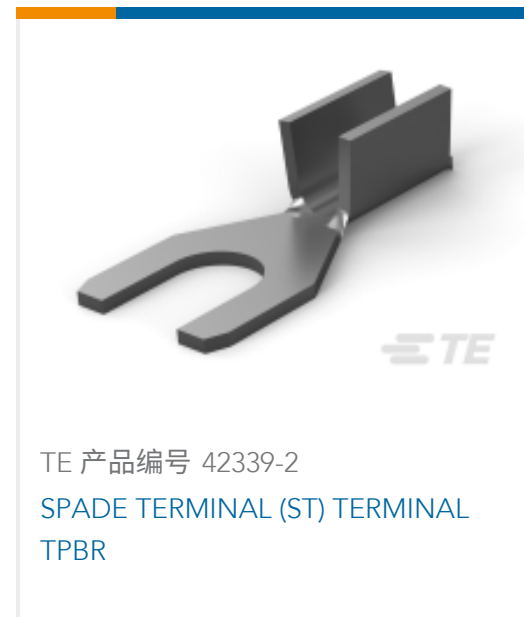 TE
TE 产品编号 42339-2
SPADE TERMINAL (ST) TERMINAL
TPBR